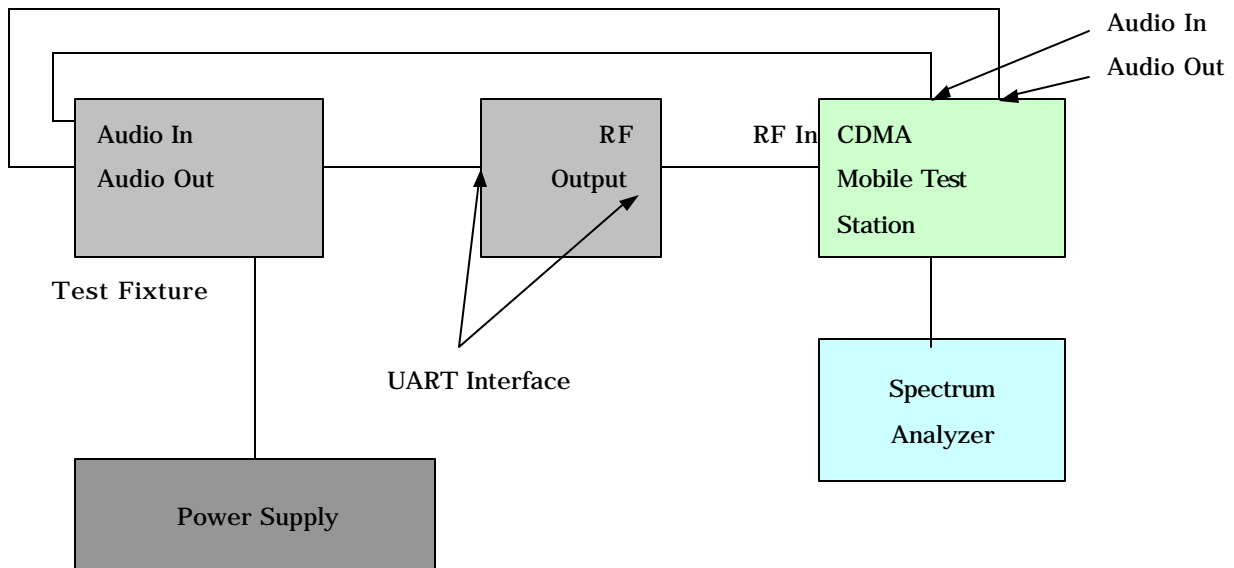 Audio In
Audio Out
Audio In
Audio Out
RF
Output
RF In
CDMA
Mobile Test
Station
Test Fixture
UART Interface
Spectrum
Analyzer
Power Supply